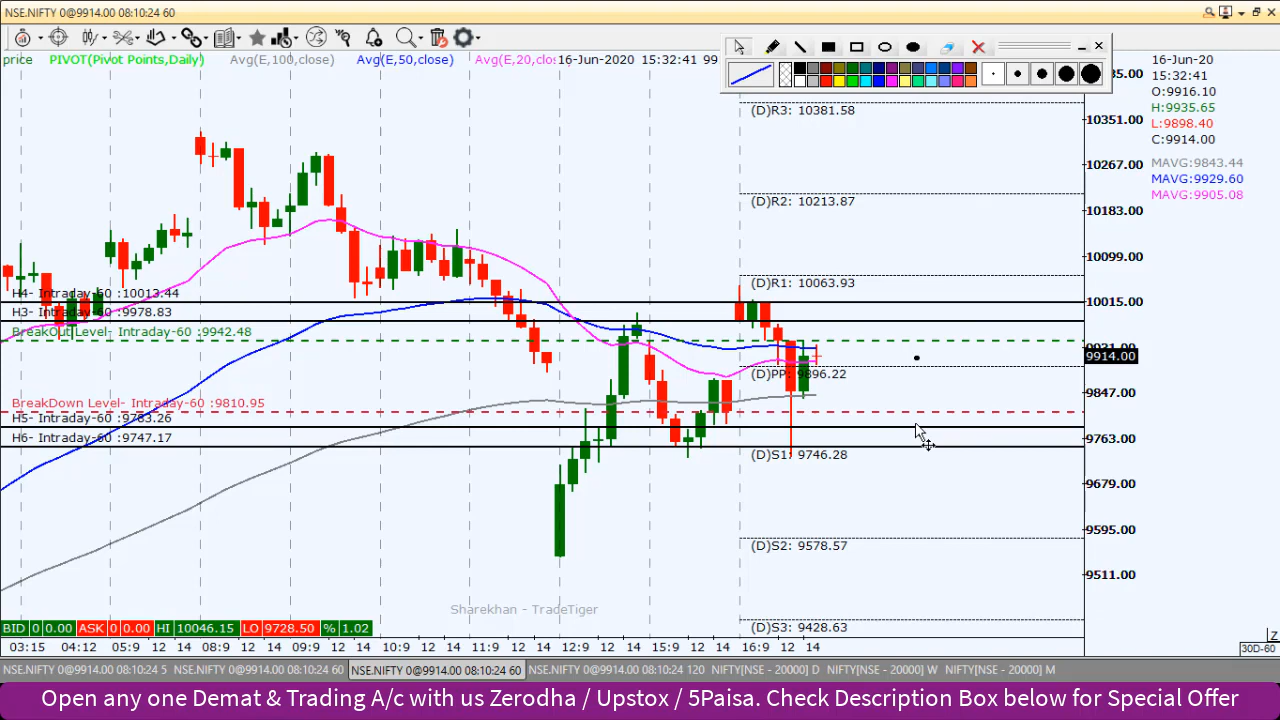 NSE.NIFTY 0@9914.00 08:10:24 60
price PIVOT(Pivot Points,Daily) Avg(E,100,close) Avg(E,50,close) Avg(E,20,clos 16-Jun-2020 15:32:41 99
16-Jun-20
15:32:41
O:9916.10
H:9935.65
L:9898.40
C:9914.00
MAVG:9843.44
MAVG:9929.60
MAVG:9905.08
(D)R3: 10381.58
(D)R2: 10213.87
(D)R1: 10063.93
H4- Intraday-60 :10013.44
H3- Intraday-60 :9978.83
BreakOut Level- Intraday-60 :9942.48
(D)PP: 9896.22
BreakDown Level- Intraday-60 :9810.95
H5- Intraday-60 :9783.26
H6- Intraday-60 :9747.17
(D)S1: 9746.28
(D)S2: 9578.57
(D)S3: 9428.63
10351.00
10267.00
10183.00
10099.00
10015.00
9914.00
9847.00
9763.00
9679.00
9595.00
9511.00
Sharekhan - TradeTiger
BID 0 0.00 ASK 0 0.00 HI 10046.15 LO 9728.50 % 1.02
03:15 12 14 04:12 14 05:9 12 14 08:9 12 14 09:9 12 14 10:9 12 14 11:9 12 14 12:9 12 14 15:9 12 14 16:9 12 14
Z
30D-60
NSE.NIFTY 0@9914.00 08:10:24 5 NSE.NIFTY 0@9914.00 08:10:24 60 NSE.NIFTY 0@9914.00 08:10:24 60 NSE.NIFTY 0@9914.00 08:10:24 120 NIFTY[NSE - 20000] D NIFTY[NSE - 20000] W NIFTY[NSE - 20000] M
Open any one Demat & Trading A/c with us Zerodha / Upstox / 5Paisa. Check Description Box below for Special Offer